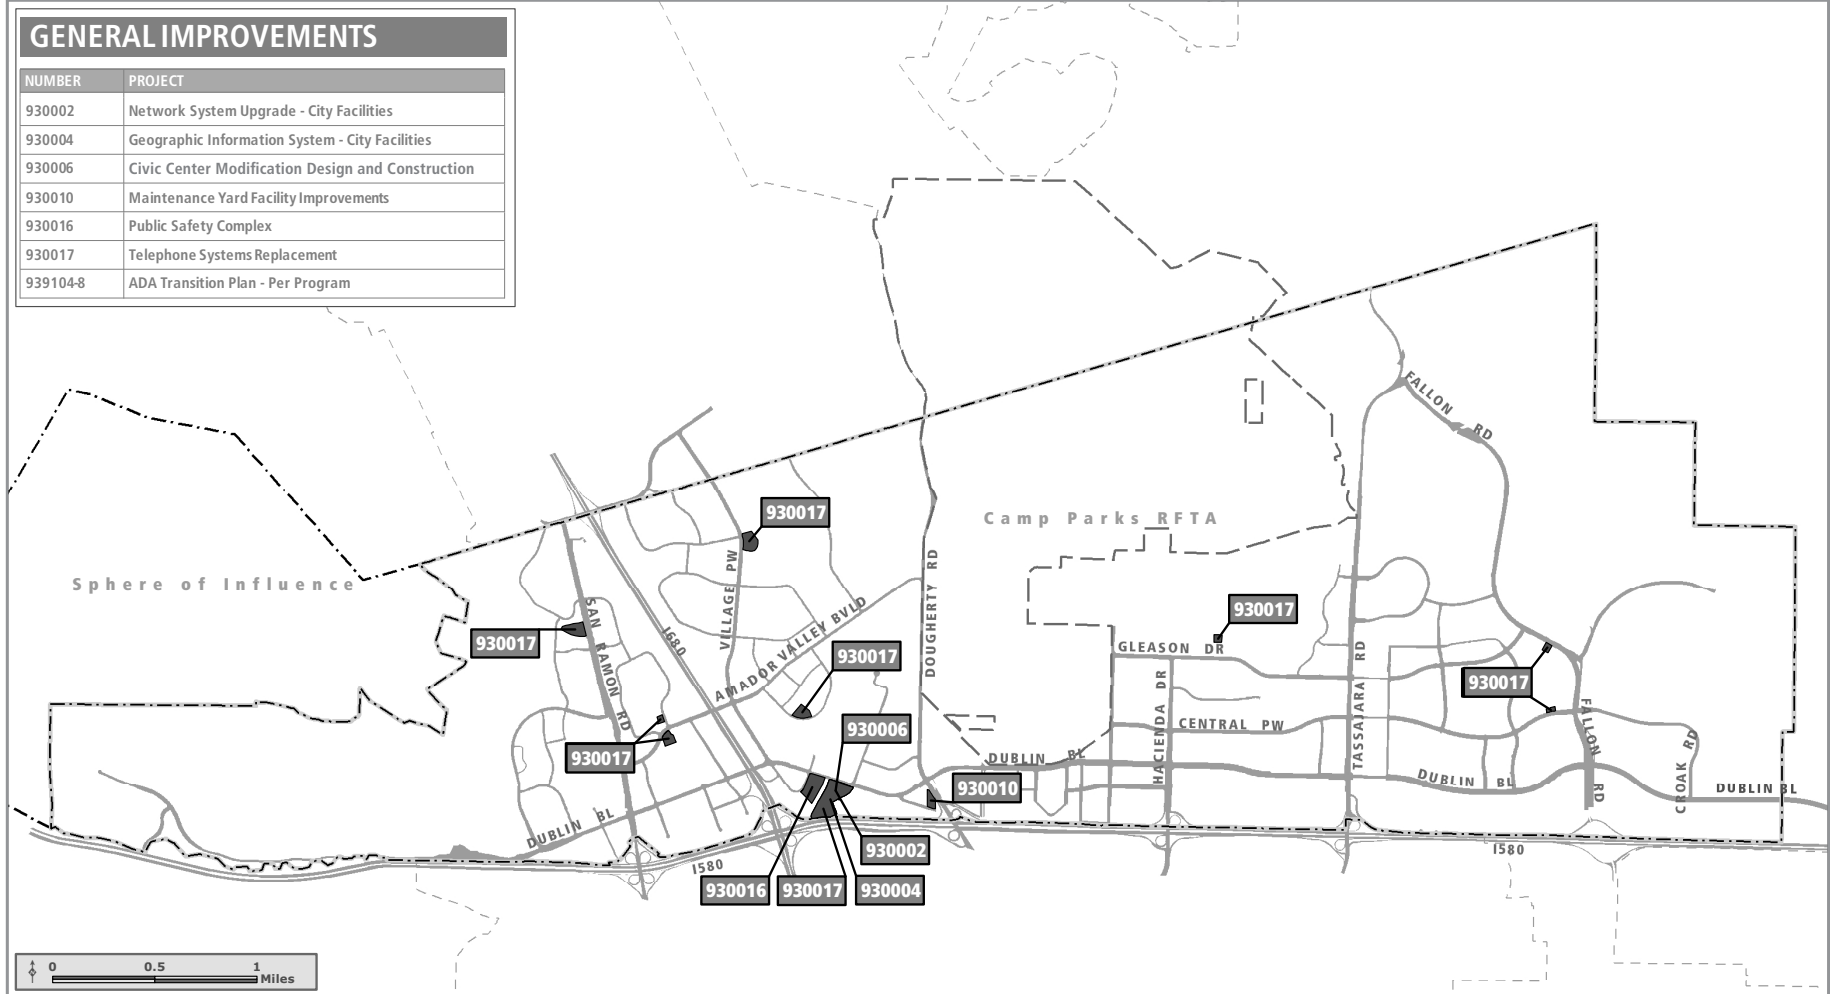 GENERAL IMPROVEMENTS
NUMBER PROJECT
930002 Network System Upgrade - City Facilities
930004 Geographic Information System - City Facilities
930006 Civic Center Modification Design and Construction
930010 Maintenance Yard Facility Improvements
930016 Public Safety Complex
930017 Telephone Systems Replacement
939104-8 ADA Transition Plan - Per Program
FALLON RD
930017
Camp Parks RFTA
Sphere of Influence
VILLAGE PW
DOUGHERTY RD
930017
SAN RAMON RD
930017
I680
AMADOR VALLEY BVLD
930017
GLEASON DR
TASSAJARA RD
930017
HACIENDA DR
CENTRAL PW
930006
930017
FALLON RD
CROAK RD
DUBLIN BL
930010
DUBLIN BL
DUBLIN BL
DUBLIN BL
930002
I580
I580
930016
930017
930004
0 0.5 1
Miles